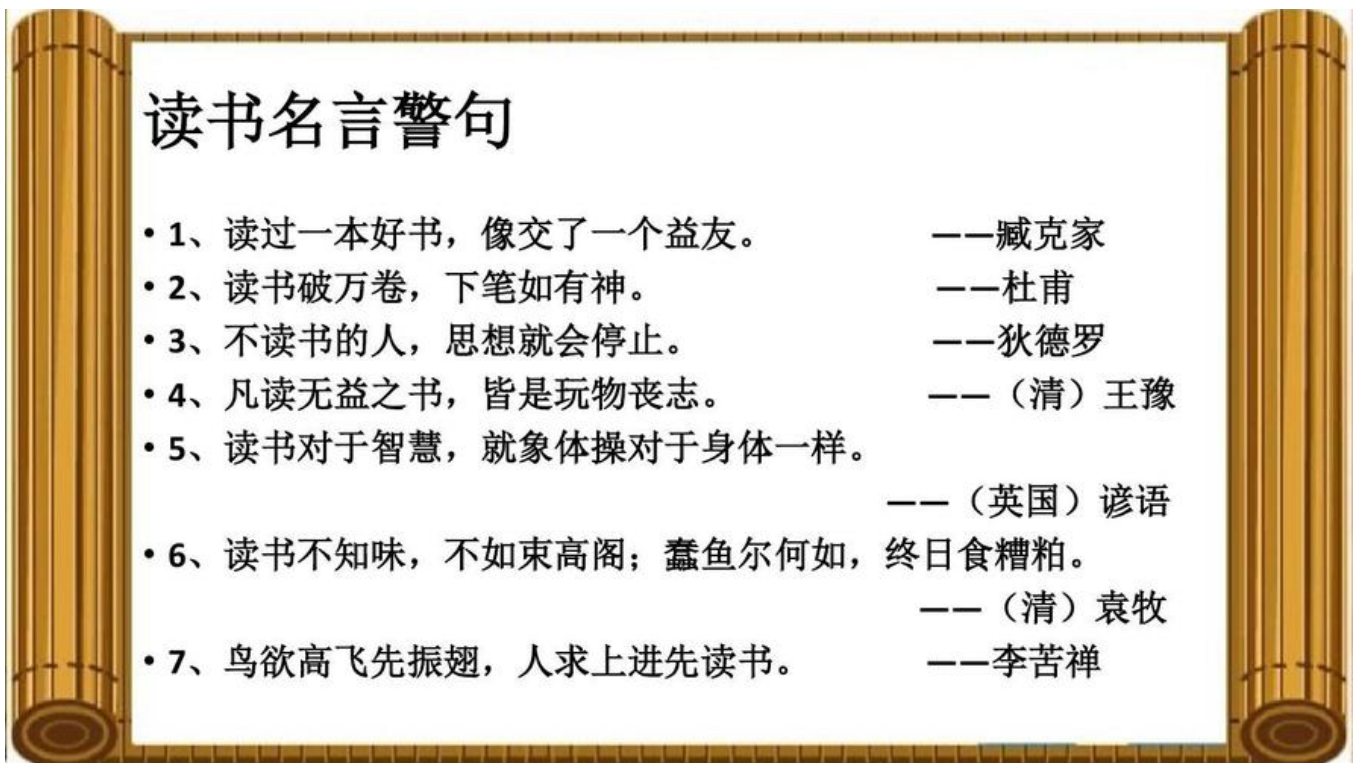 读书名言警句
• 1、读过一本好书，像交了一个益友。 ——臧克家
• 2、读书破万卷，下笔如有神。 ——杜甫
• 3、不读书的人，思想就会停止。 ——狄德罗
• 4、凡读无益之书，皆是玩物丧志。 ——（清）王豫
• 5、读书对于智慧，就象体操对于身体一样。
——（英国）谚语
• 6、读书不知味，不如束高阁；蠢鱼尔何如，终日食糟粕。
——（清）袁牧
• 7、鸟欲高飞先振翅，人求上进先读书。 ——李苦禅